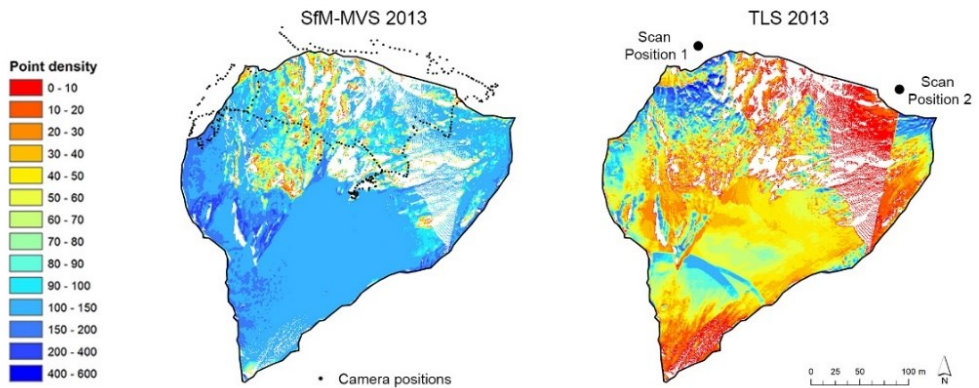 SfM-MVS 2013
TLS 2013
Scan
Position 1
Scan
Position 2
Point density
0 - 10
10 - 20
20 - 30
30 - 40
40 - 50
50 - 60
60 - 70
70 - 80
80 - 90
90 - 100
100 - 150
150 - 200
200 - 400
400 - 600
Camera positions
0 25 50 100 m
N